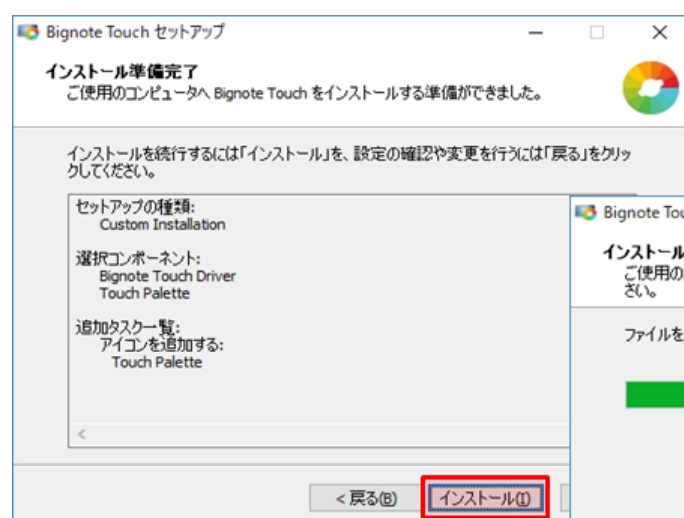 Bignote Touch セットアップ
インストール準備完了
ご使用のコンピュータへ Bignote Touch をインストールする準備ができました。
インストールを続行するには「インストール」を、設定の確認や変更を行うには「戻る」をクリッ
クしてください。
セットアップの種類:
Custom Installation
選択コンポーネント:
Bignote Touch Driver
Touch Palette
追加タスク一覧:
アイコンを追加する:
Touch Palette
< 戻る(B)
インストール(I)
Bignote Tou
インストール
ご使用の
さい。
ファイルを